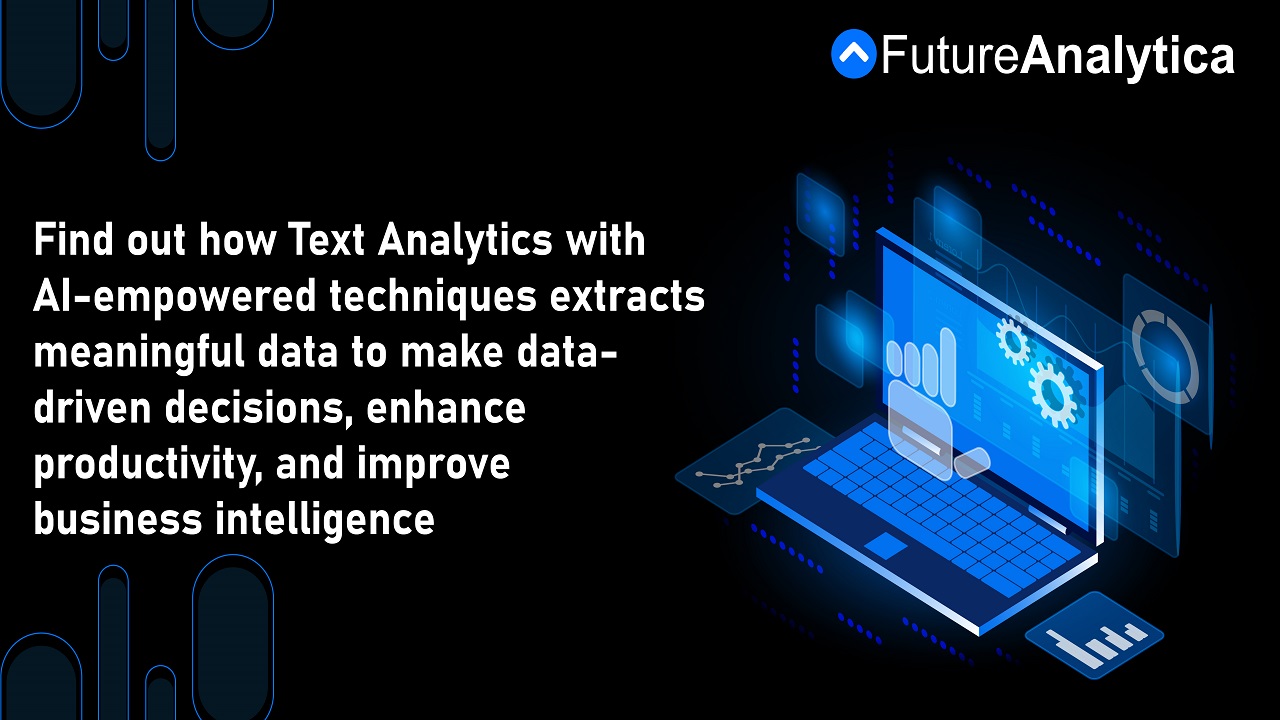 FutureAnalytica
Find out how Text Analytics with
AI-empowered techniques extracts
meaningful data to make data-
driven decisions, enhance
productivity, and improve
business intelligence